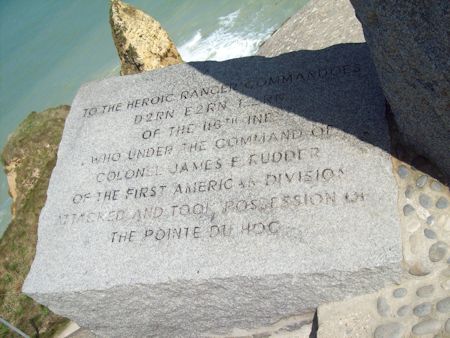 TO THE HEROIC RANGER COMMANDOES
D2RN E2RN F2RN
OF THE 116TH INF
WHO UNDER THE COMMAND OF
COLONEL JAMES E RUDDER
OF THE FIRST AMERICAN DIVISION
ATTACKED AND TOOK POSSESSION OF
THE POINTE DU HOC